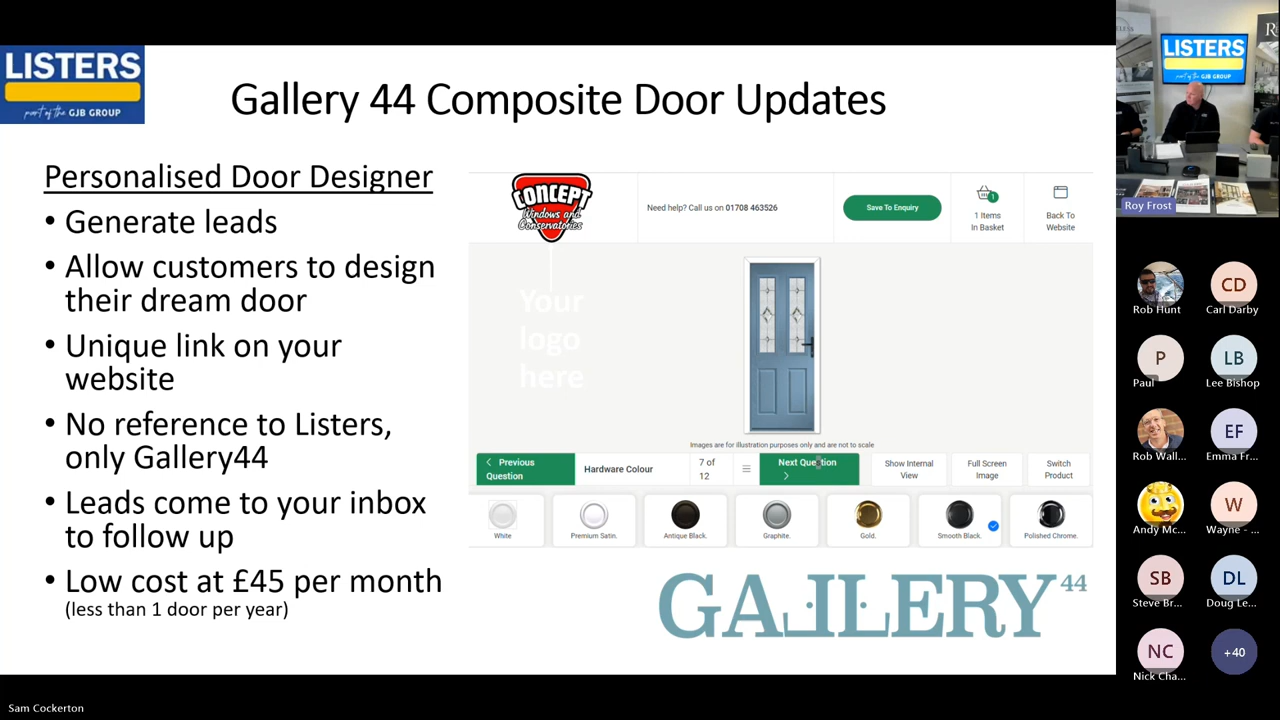 LISTERS
part of the GJB GROUP
Gallery 44 Composite Door Updates
Personalised Door Designer
• Generate leads
• Allow customers to design
their dream door
• Unique link on your
website
• No reference to Listers,
only Gallery44
• Leads come to your inbox
to follow up
• Low cost at £45 per month
(less than 1 door per year)
CONCEPT
Windows and
Conservatories
Need help? Call us on 01708 463526
Save To Enquiry
1
1 Items
In Basket
Back To
Website
Your
logo
here
Images are for illustration purposes only and are not to scale
Previous
Question
Hardware Colour
7 of
12
Next Question
Show Internal
View
Full Screen
Image
Switch
Product
White
Premium Satin.
Antique Black.
Graphite.
Gold.
Smooth Black.
Polished Chrome.
GALLERY 44
LISTERS
part of the GJB GROUP
Roy Frost
Rob Hunt
CD
Carl Darby
P
Paul
LB
Lee Bishop
Rob Wall...
EF
Emma Fr...
Andy Mc...
W
Wayne - ...
SB
Steve Br...
DL
Doug Le...
NC
Nick Cha...
+40
Sam Cockerton